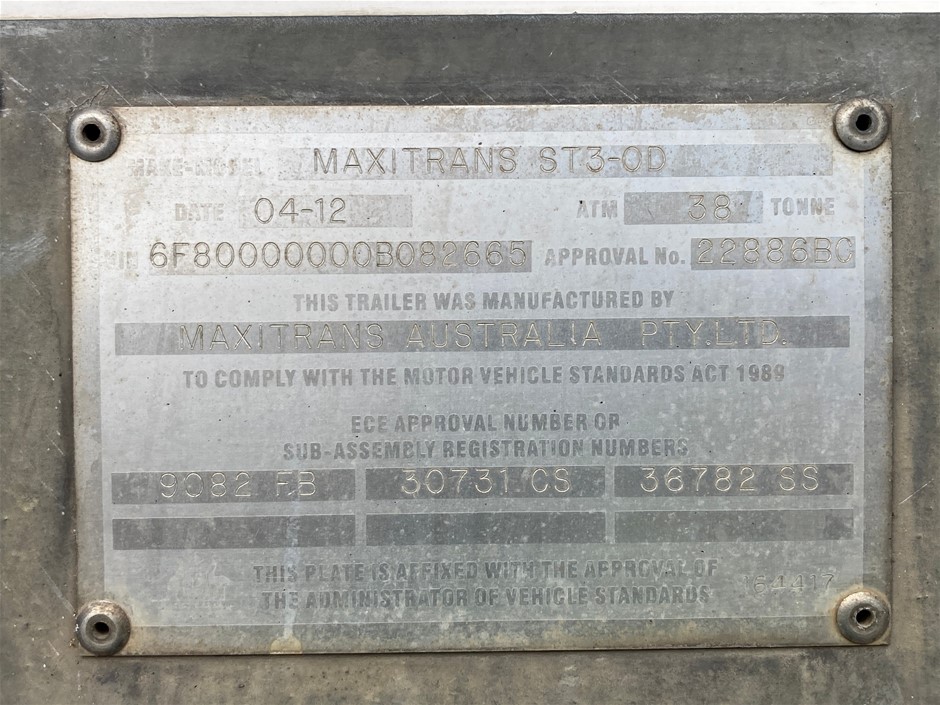 MAKE-MODEL MAXITRANS ST3-OD
DATE 04-12 ATM 38 TONNE
6F80000000B082665 APPROVAL No. 22886BC
THIS TRAILER WAS MANUFACTURED BY
MAXITRANS AUSTRALIA PTY.LTD.
TO COMPLY WITH THE MOTOR VEHICLE STANDARDS ACT 1989
ECE APPROVAL NUMBER OR
SUB-ASSEMBLY REGISTRATION NUMBERS
9082 FB 30731 CS 36782 SS
THIS PLATE IS AFFIXED WITH THE APPROVAL OF
THE ADMINISTRATOR OF VEHICLE STANDARDS